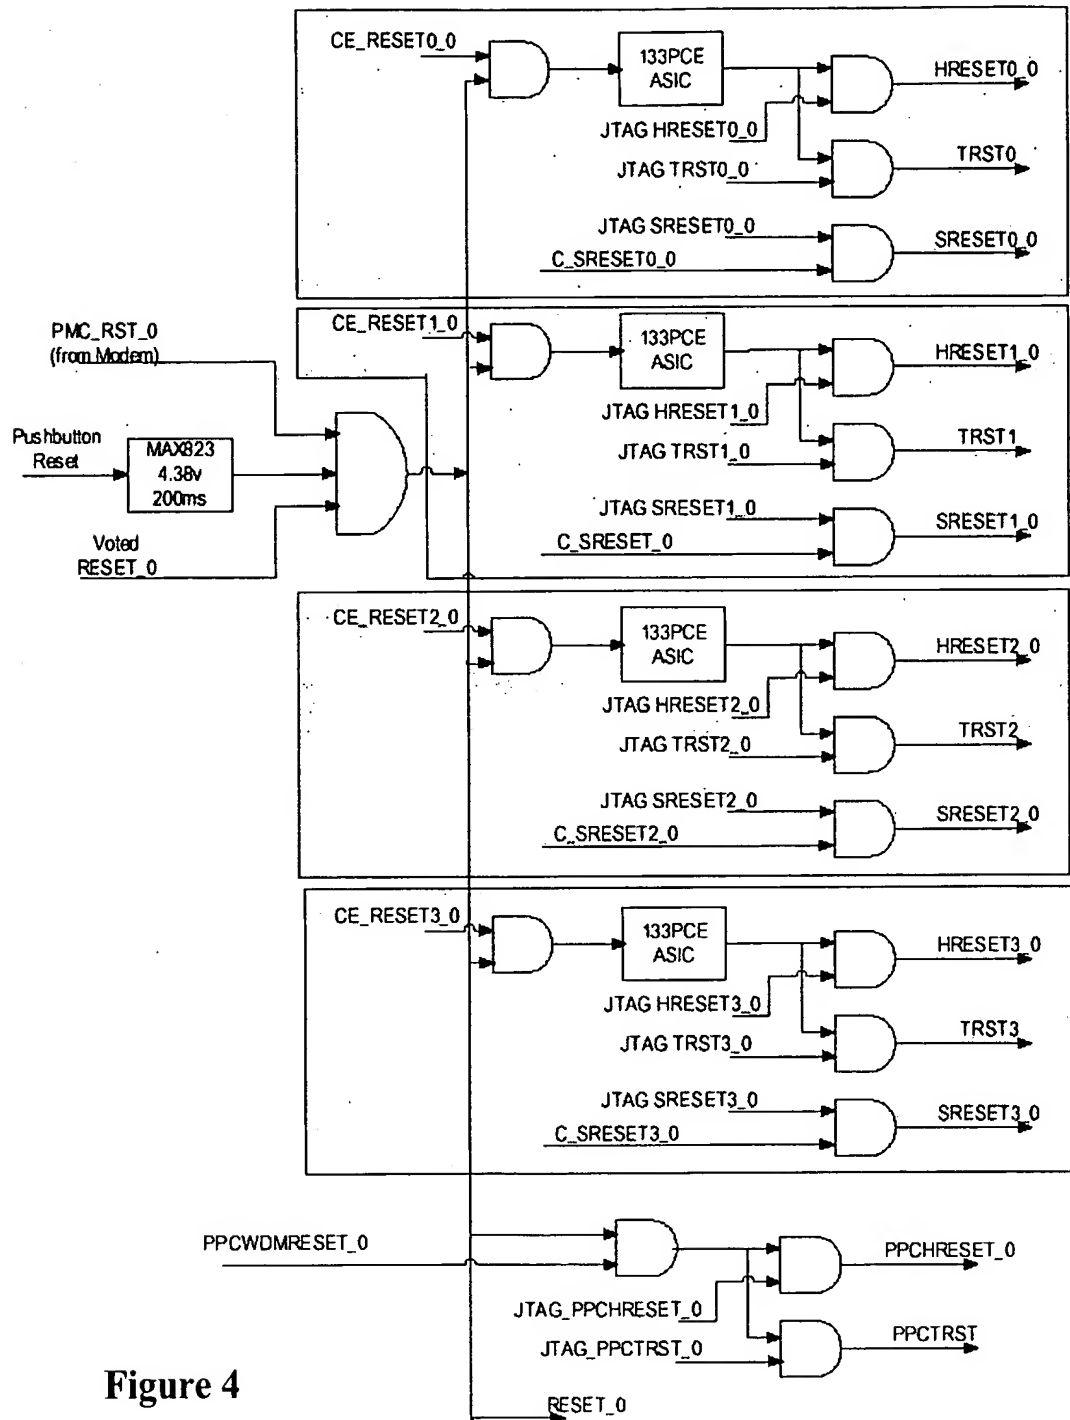 CE_RESET0_0
133PCE
ASIC
HRESET0_0
JTAG HRESET0_0
TRST0
JTAG TRST0_0
JTAG SRESET0_0
SRESET0_0
C_SRESET0_0
PMC_RST_0
(from Modem)
CE_RESET1_0
133PCE
ASIC
HRESET1_0
JTAG HRESET1_0
Pushbutton
Reset
MAX823
4.38v
200ms
TRST1
JTAG TRST1_0
JTAG SRESET1_0
SRESET1_0
Voted
RESET_0
C_SRESET_0
CE_RESET2_0
133PCE
ASIC
HRESET2_0
JTAG HRESET2_0
TRST2
JTAG TRST2_0
JTAG SRESET2_0
SRESET2_0
C_SRESET2_0
CE_RESET3_0
133PCE
ASIC
HRESET3_0
JTAG HRESET3_0
TRST3
JTAG TRST3_0
JTAG SRESET3_0
SRESET3_0
C_SRESET3_0
PPCWDMRESET_0
PPCHRESET_0
JTAG_PPCHRESET_0
PPCTRST
JTAG_PPCTRST_0
Figure 4
RESET_0